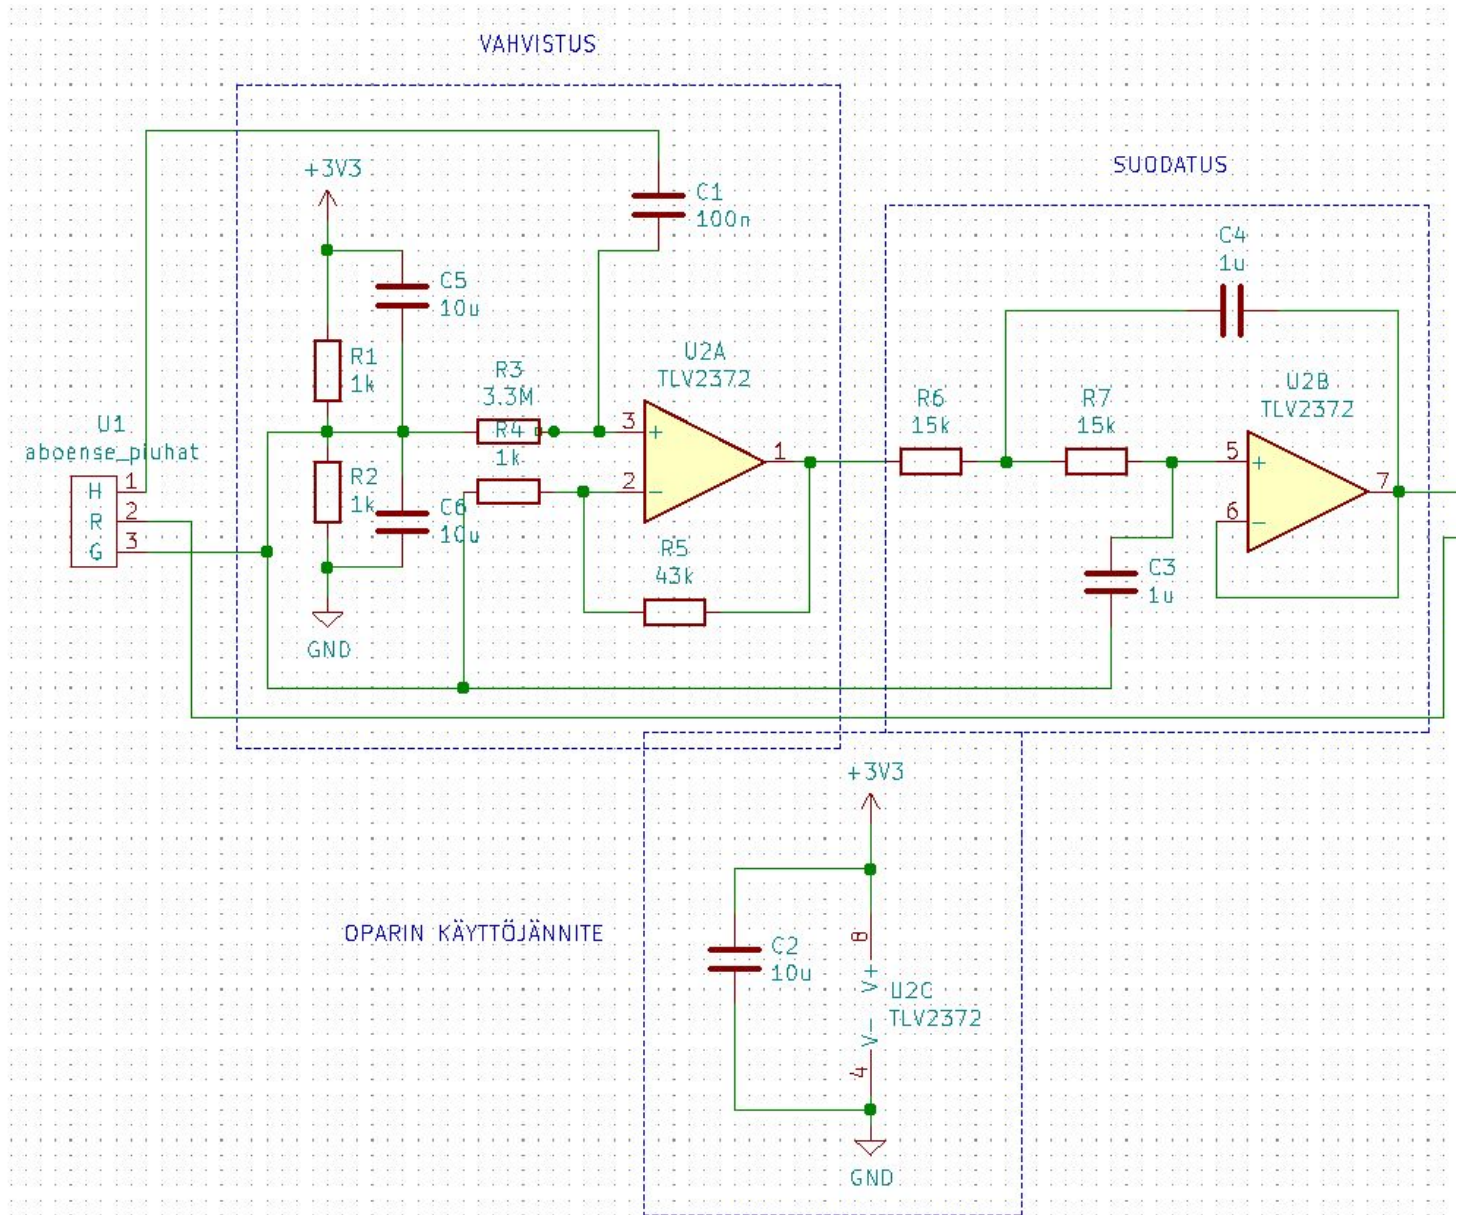 VAHVISTUS
+3V3
C1
100n
C5
10u
R1
1k
R3
3.3M
R4
1k
U2A
TLV2372
3
+
2
-
1
U1
aboense_piuhat
H 1
R 2
G 3
R2
1k
C6
10u
R5
43k
GND
SUODATUS
C4
1u
R6
15k
R7
15k
U2B
TLV2372
5
+
6
-
7
C3
1u
OPARIN KÄYTTÖJÄNNITE
+3V3
C2
10u
8
V+
U2C
TLV2372
V-
4
GND